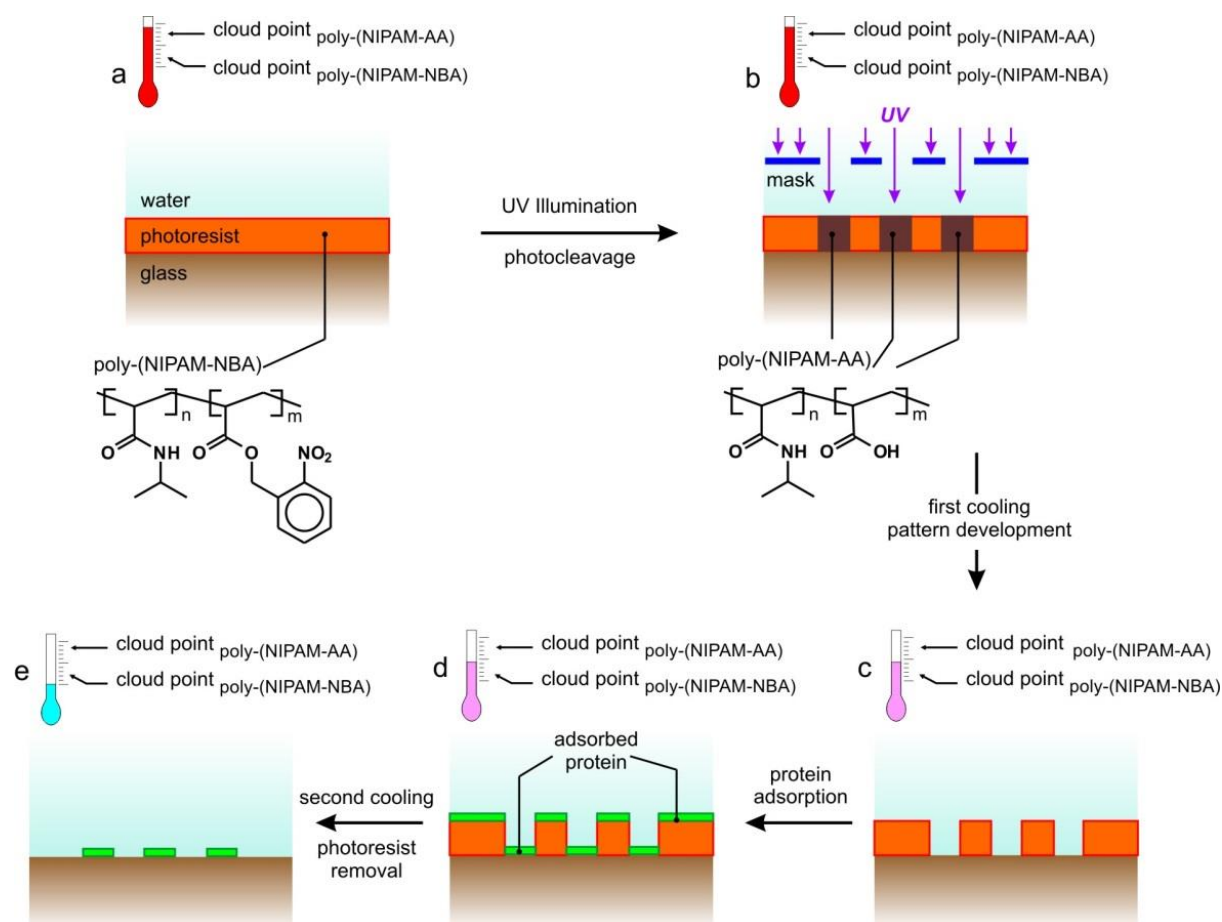 a
cloud point poly-(NIPAM-AA)
cloud point poly-(NIPAM-NBA)
water
photoresist
glass
poly-(NIPAM-NBA)
n
m
O
NH
O
O
NO2
UV Illumination
photocleavage
b
cloud point poly-(NIPAM-AA)
cloud point poly-(NIPAM-NBA)
UV
mask
poly-(NIPAM-AA)
n
m
O
NH
O
OH
first cooling
pattern development
c
cloud point poly-(NIPAM-AA)
cloud point poly-(NIPAM-NBA)
protein
adsorption
d
cloud point poly-(NIPAM-AA)
cloud point poly-(NIPAM-NBA)
adsorbed
protein
second cooling
photoresist
removal
e
cloud point poly-(NIPAM-AA)
cloud point poly-(NIPAM-NBA)